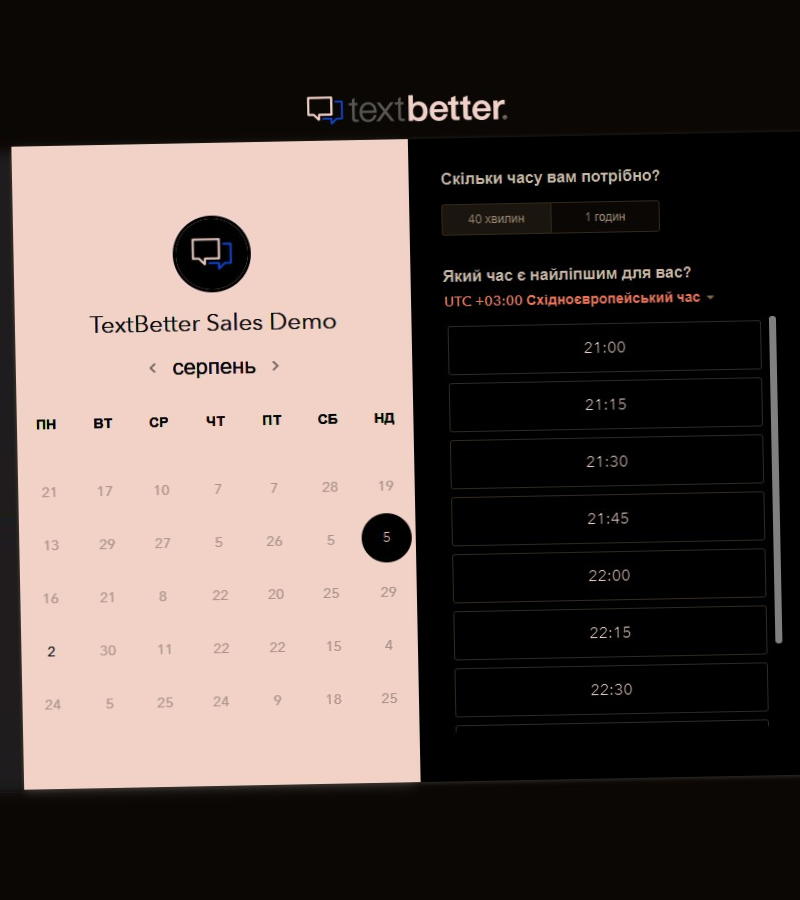 textbetter.
TextBetter Sales Demo
серпень
ПН ВТ СР ЧТ ПТ СБ НД
21 17 10 7 7 28 19
13 29 27 5 26 5 5
16 21 8 22 20 25 29
2 30 11 22 22 15 4
24 5 25 24 9 18 25
Скільки часу вам потрібно?
40 хвилин 1 годин
Який час є найліпшим для вас?
UTC +03:00 Східноєвропейський час
21:00
21:15
21:30
21:45
22:00
22:15
22:30